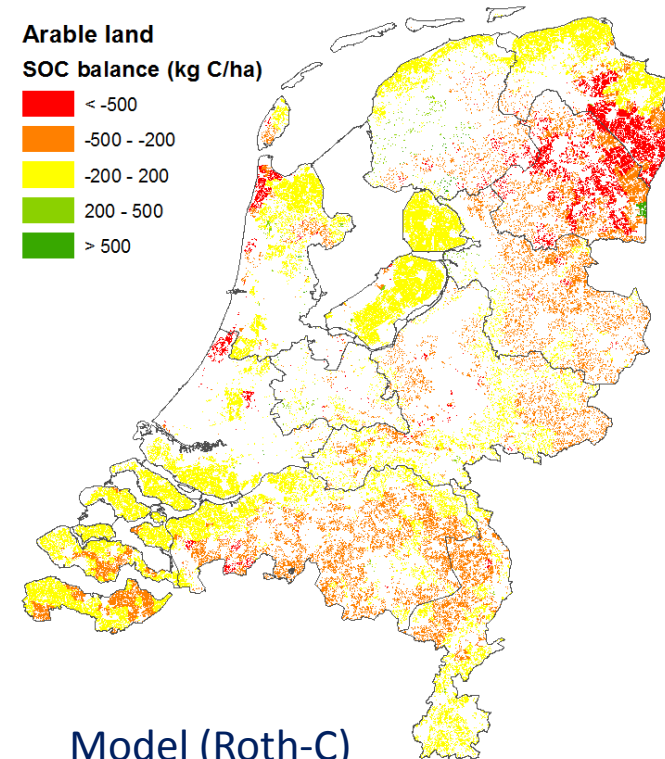 Arable land
SOC balance (kg C/ha)
< -500
-500 - -200
-200 - 200
200 - 500
> 500
Model (Roth-C)